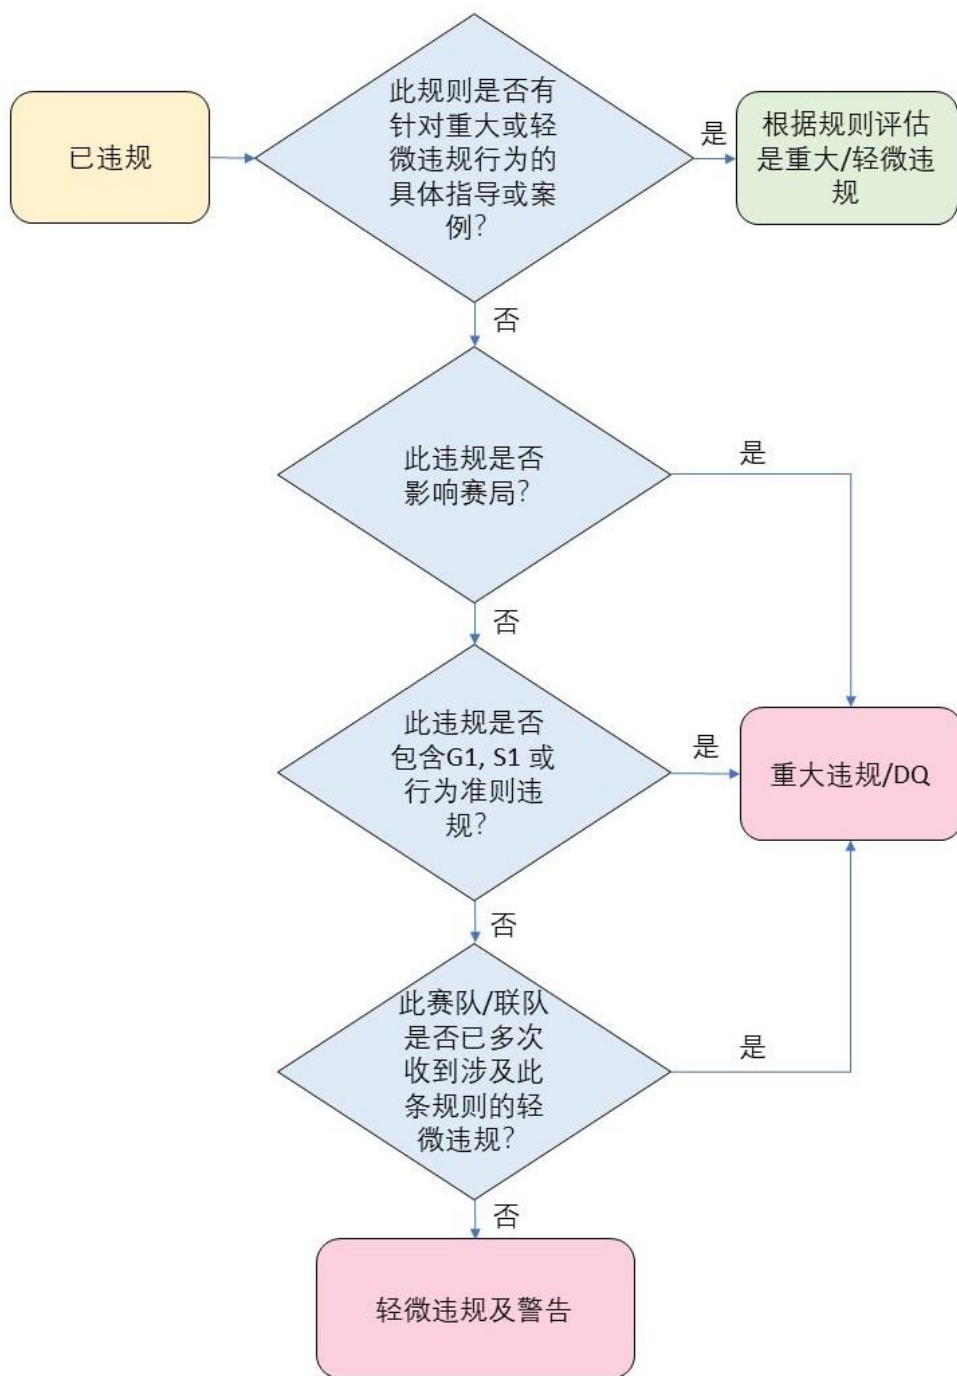 已违规
此规则是否有
针对重大或轻
微违规行为的
具体指导或案
例?
是
根据规则评估
是重大/轻微违
规
否
此违规是否
影响赛局?
是
否
此违规是否
包含G1, S1 或
行为准则违
规?
是
重大违规/DQ
否
此赛队/联队
是否已多次
收到涉及此
条规则的轻
微违规?
是
否
轻微违规及警告